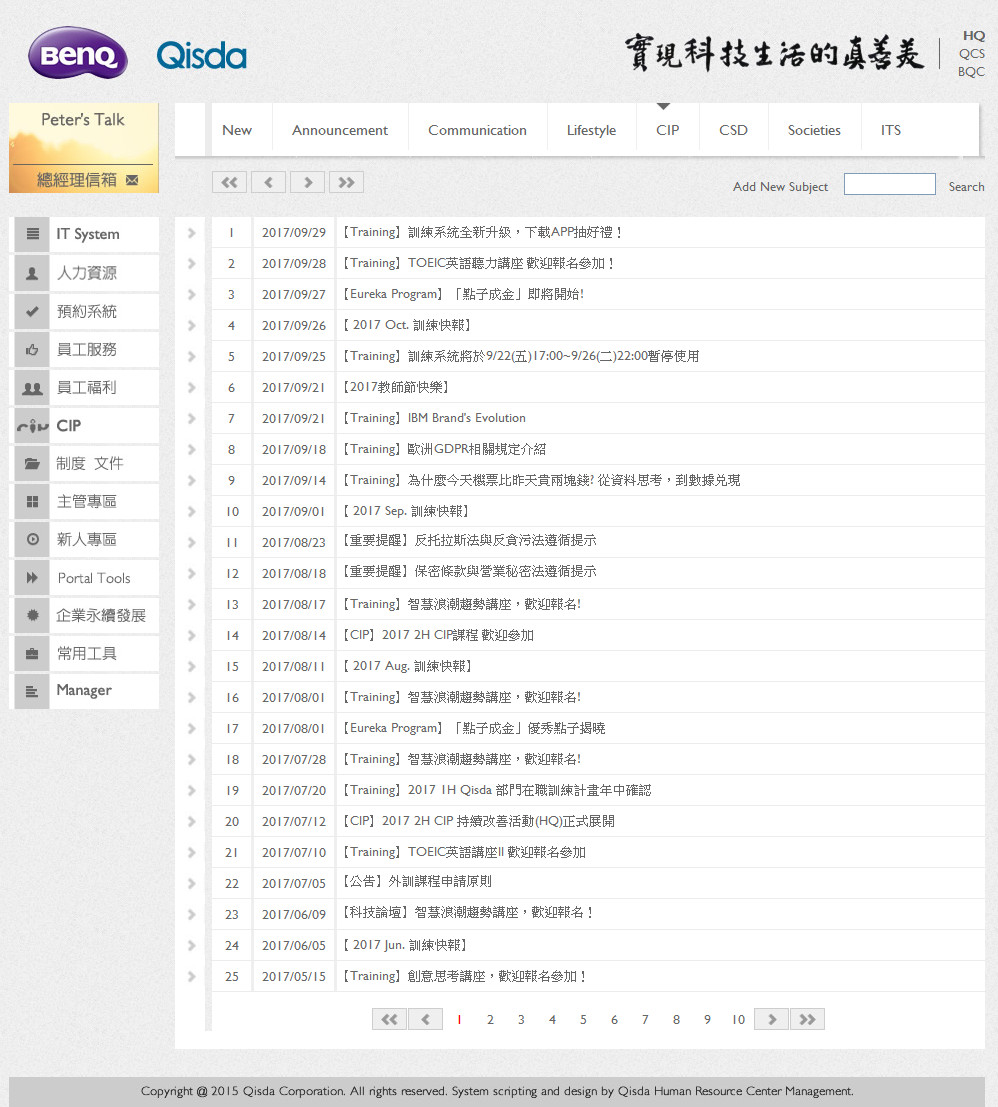 BenQ Qisda 實現科技生活的真善美 HQ
QCS
BQC
Peter's Talk
總經理信箱
New Announcement Communication Lifestyle CIP CSD Societies ITS
Add New Subject Search
IT System
人力資源
預約系統
員工服務
員工福利
CIP
制度 文件
主管專區
新人專區
Portal Tools
企業永續發展
常用工具
Manager
1 2017/09/29 【Training】訓練系統全新升級，下載APP抽好禮！
2 2017/09/28 【Training】TOEIC英語聽力講座 歡迎報名參加！
3 2017/09/27 【Eureka Program】「點子成金」即將開始!
4 2017/09/26 【 2017 Oct. 訓練快報】
5 2017/09/25 【Training】訓練系統將於9/22(五)17:00~9/26(二)22:00暫停使用
6 2017/09/21 【2017教師節快樂】
7 2017/09/21 【Training】IBM Brand's Evolution
8 2017/09/18 【Training】歐洲GDPR相關規定介紹
9 2017/09/14 【Training】為什麼今天機票比昨天貴兩塊錢? 從資料思考，到數據兌現
10 2017/09/01 【 2017 Sep. 訓練快報】
11 2017/08/23 【重要提醒】反托拉斯法與反貪污法遵循提示
12 2017/08/18 【重要提醒】保密條款與營業秘密法遵循提示
13 2017/08/17 【Training】智慧浪潮趨勢講座，歡迎報名!
14 2017/08/14 【CIP】2017 2H CIP課程 歡迎參加
15 2017/08/11 【 2017 Aug. 訓練快報】
16 2017/08/01 【Training】智慧浪潮趨勢講座，歡迎報名!
17 2017/08/01 【Eureka Program】「點子成金」優秀點子揭曉
18 2017/07/28 【Training】智慧浪潮趨勢講座，歡迎報名!
19 2017/07/20 【Training】2017 1H Qisda 部門在職訓練計畫年中確認
20 2017/07/12 【CIP】2017 2H CIP 持續改善活動(HQ)正式展開
21 2017/07/10 【Training】TOEIC英語講座II 歡迎報名參加
22 2017/07/05 【公告】外訓課程申請原則
23 2017/06/09 【科技論壇】智慧浪潮趨勢講座，歡迎報名！
24 2017/06/05 【 2017 Jun. 訓練快報】
25 2017/05/15 【Training】創意思考講座，歡迎報名參加！
1 2 3 4 5 6 7 8 9 10
Copyright @ 2015 Qisda Corporation. All rights reserved. System scripting and design by Qisda Human Resource Center Management.